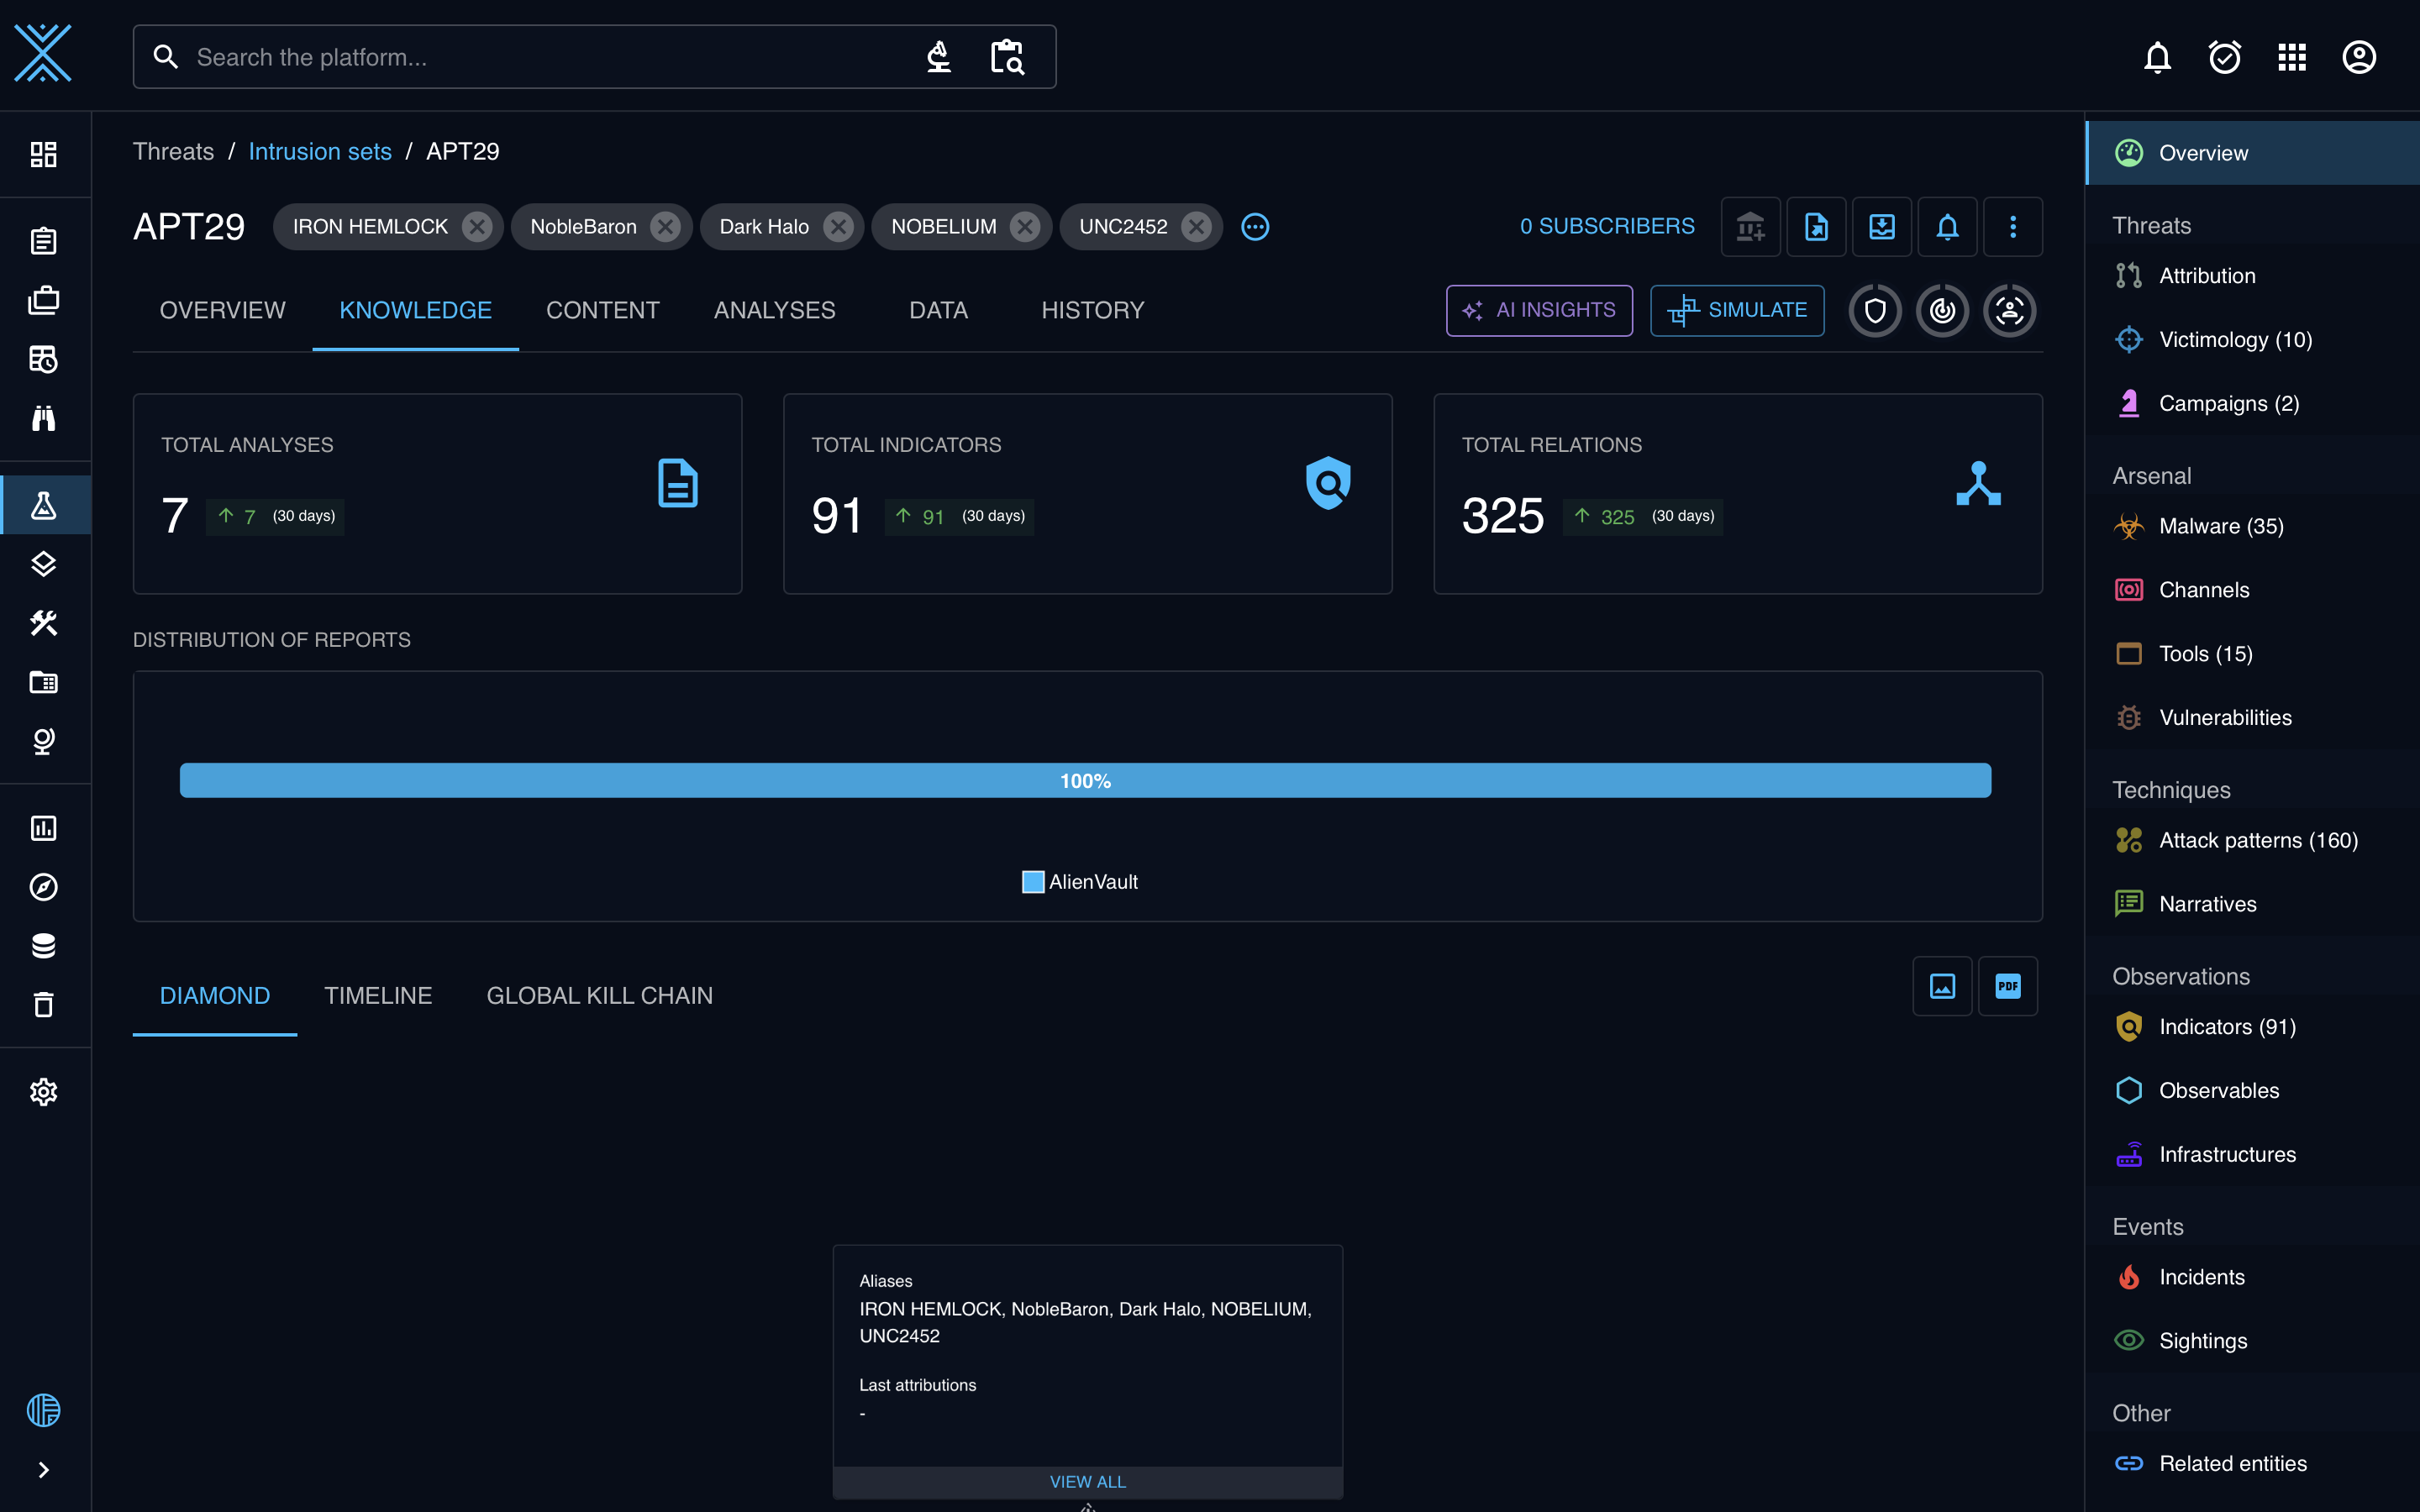 Search the platform...
Threats / Intrusion sets / APT29
APT29
IRON HEMLOCK
NobleBaron
Dark Halo
NOBELIUM
UNC2452
0 SUBSCRIBERS
OVERVIEW
KNOWLEDGE
CONTENT
ANALYSES
DATA
HISTORY
AI INSIGHTS
SIMULATE
TOTAL ANALYSES
7
7 (30 days)
TOTAL INDICATORS
91
91 (30 days)
TOTAL RELATIONS
325
325 (30 days)
DISTRIBUTION OF REPORTS
100%
AlienVault
DIAMOND
TIMELINE
GLOBAL KILL CHAIN
PDF
Aliases
IRON HEMLOCK, NobleBaron, Dark Halo, NOBELIUM,
UNC2452
Last attributions
-
VIEW ALL
Overview
Threats
Attribution
Victimology (10)
Campaigns (2)
Arsenal
Malware (35)
Channels
Tools (15)
Vulnerabilities
Techniques
Attack patterns (160)
Narratives
Observations
Indicators (91)
Observables
Infrastructures
Events
Incidents
Sightings
Other
Related entities